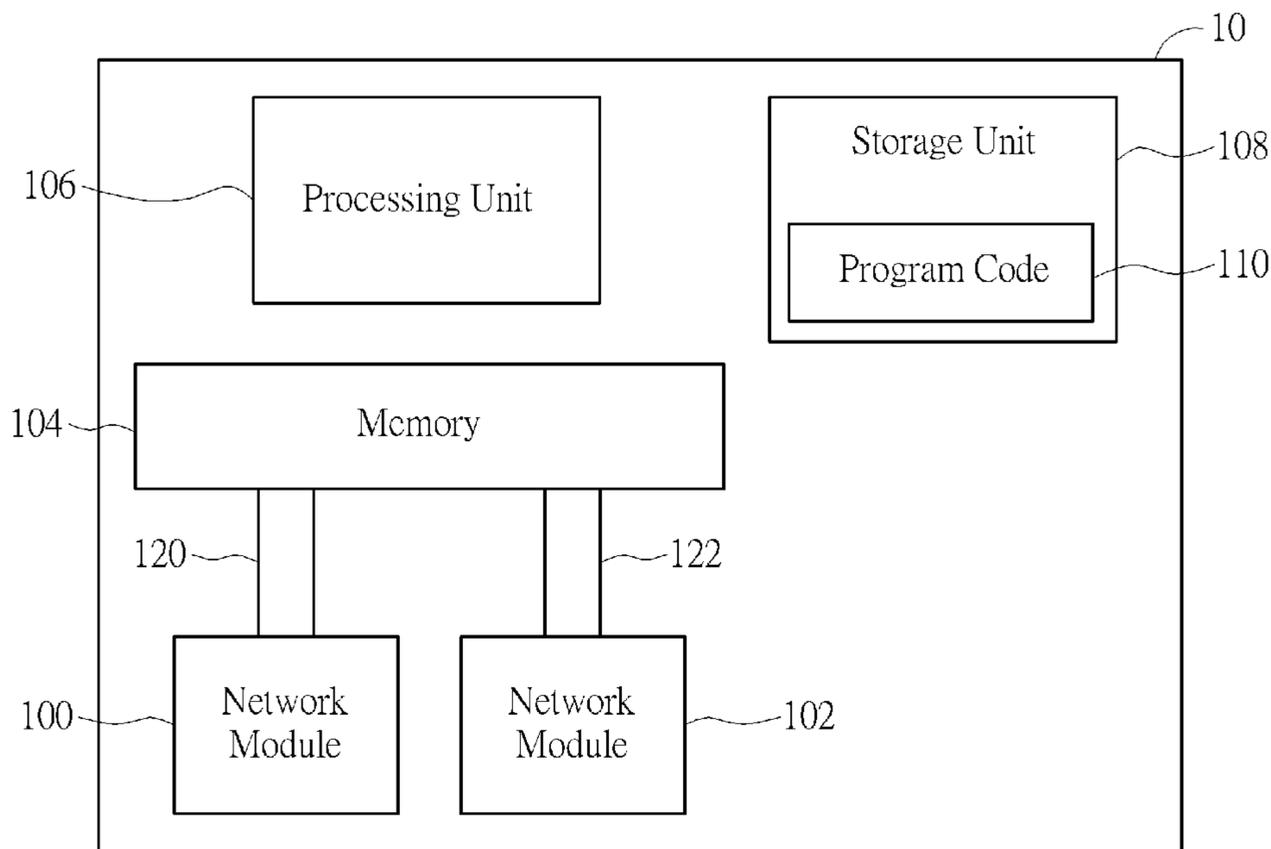 10
Storage Unit
108
106
Processing Unit
Program Code
110
104
Memory
120
122
100
Network
Module
Network
Module
102